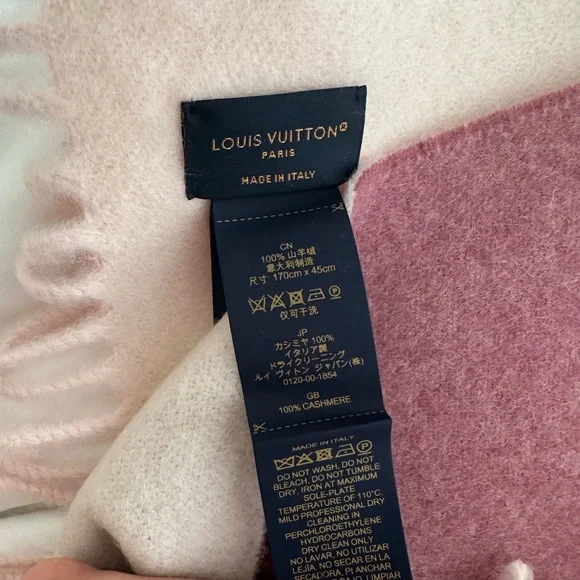 LOUIS VUITTON
PARIS
MADE IN ITALY
CN
100% 山羊绒
意大利制造
尺寸: 170cm x 45cm
仅可干洗
JP
カシミヤ 100%
イタリア製
ドライクリーニング
ルイ ヴィトン ジャパン(株)
0120-00-1854
GB
100% CASHMERE
MADE IN ITALY
DO NOT WASH, DO NOT
BLEACH, DO NOT TUMBLE
DRY, IRON AT MAXIMUM
SOLE-PLATE
TEMPERATURE OF 110°C,
MILD PROFESSIONAL DRY
CLEANING IN
PERCHLOROETHYLENE
HYDROCARBONS
DRY CLEAN ONLY
NO LAVAR, NO UTILIZAR
LEJÍA, NO SECAR EN LA
SECADORA, PLANCHAR
LIMPIAR EN